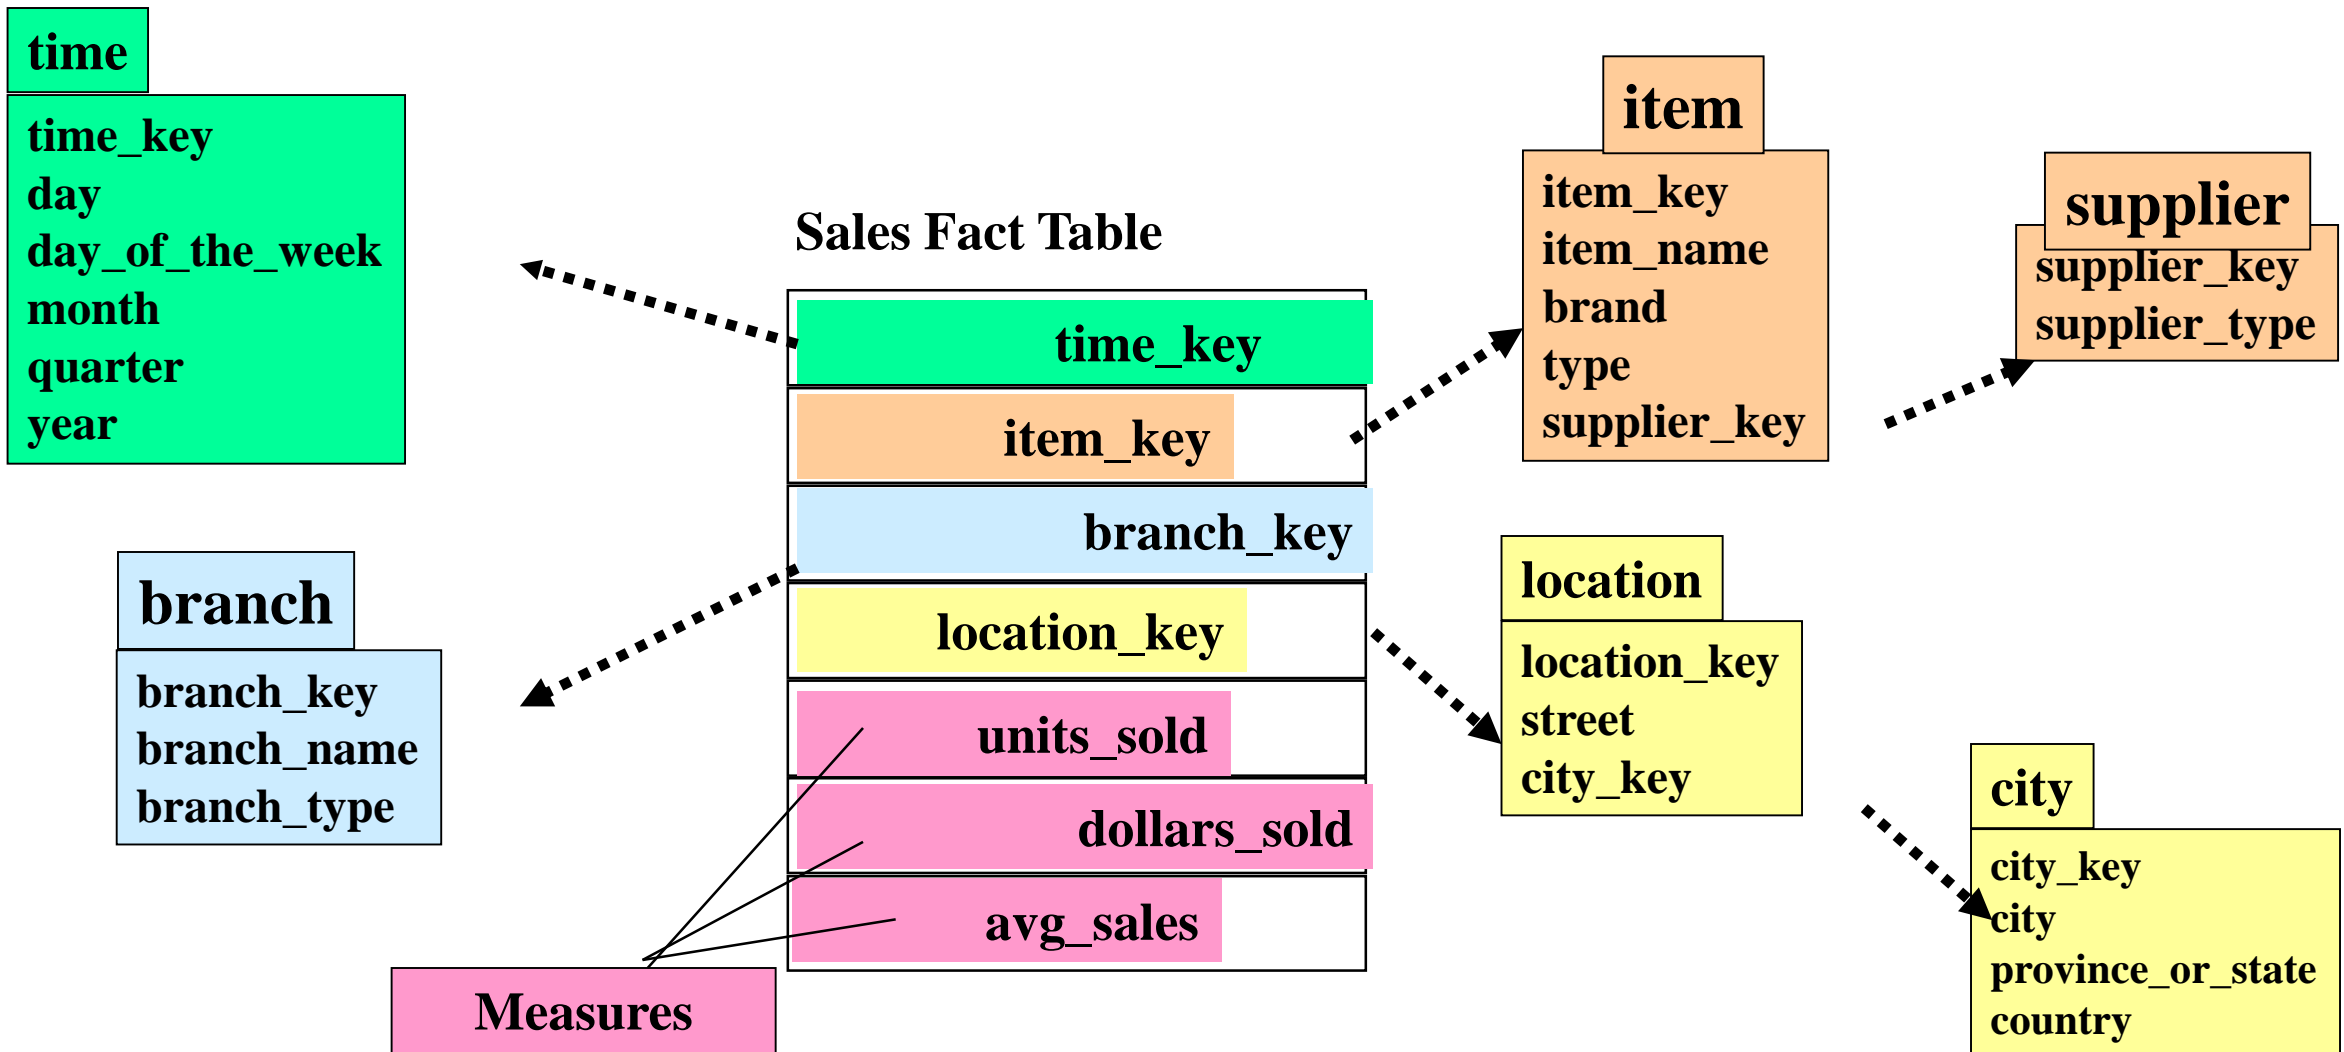 time
time_key
day
day_of_the_week
month
quarter
year
Sales Fact Table
time_key
item_key
branch_key
location_key
units_sold
dollars_sold
avg_sales
Measures
branch
branch_key
branch_name
branch_type
item
item_key
item_name
brand
type
supplier_key
supplier
supplier_key
supplier_type
location
location_key
street
city_key
city
city_key
city
province_or_state
country